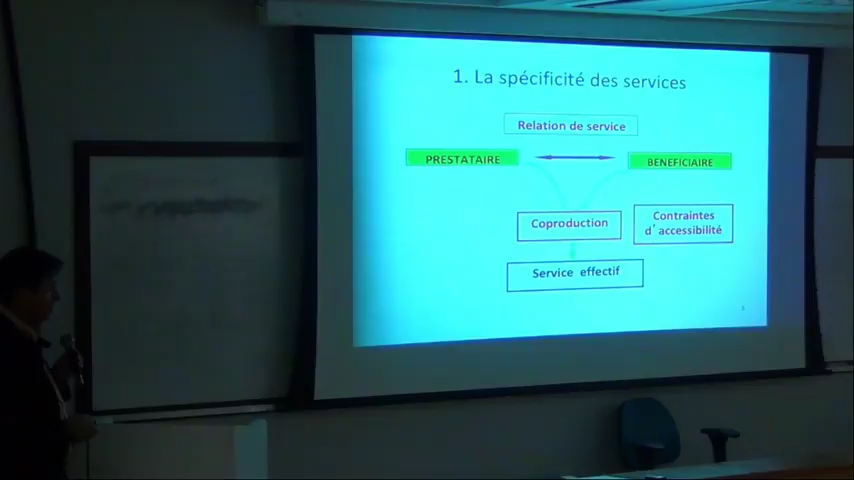 1. La spécificité des services
Relation de service
PRESTATAIRE
BENEFICIAIRE
Coproduction
Contraintes
d'accessibilité
Service effectif